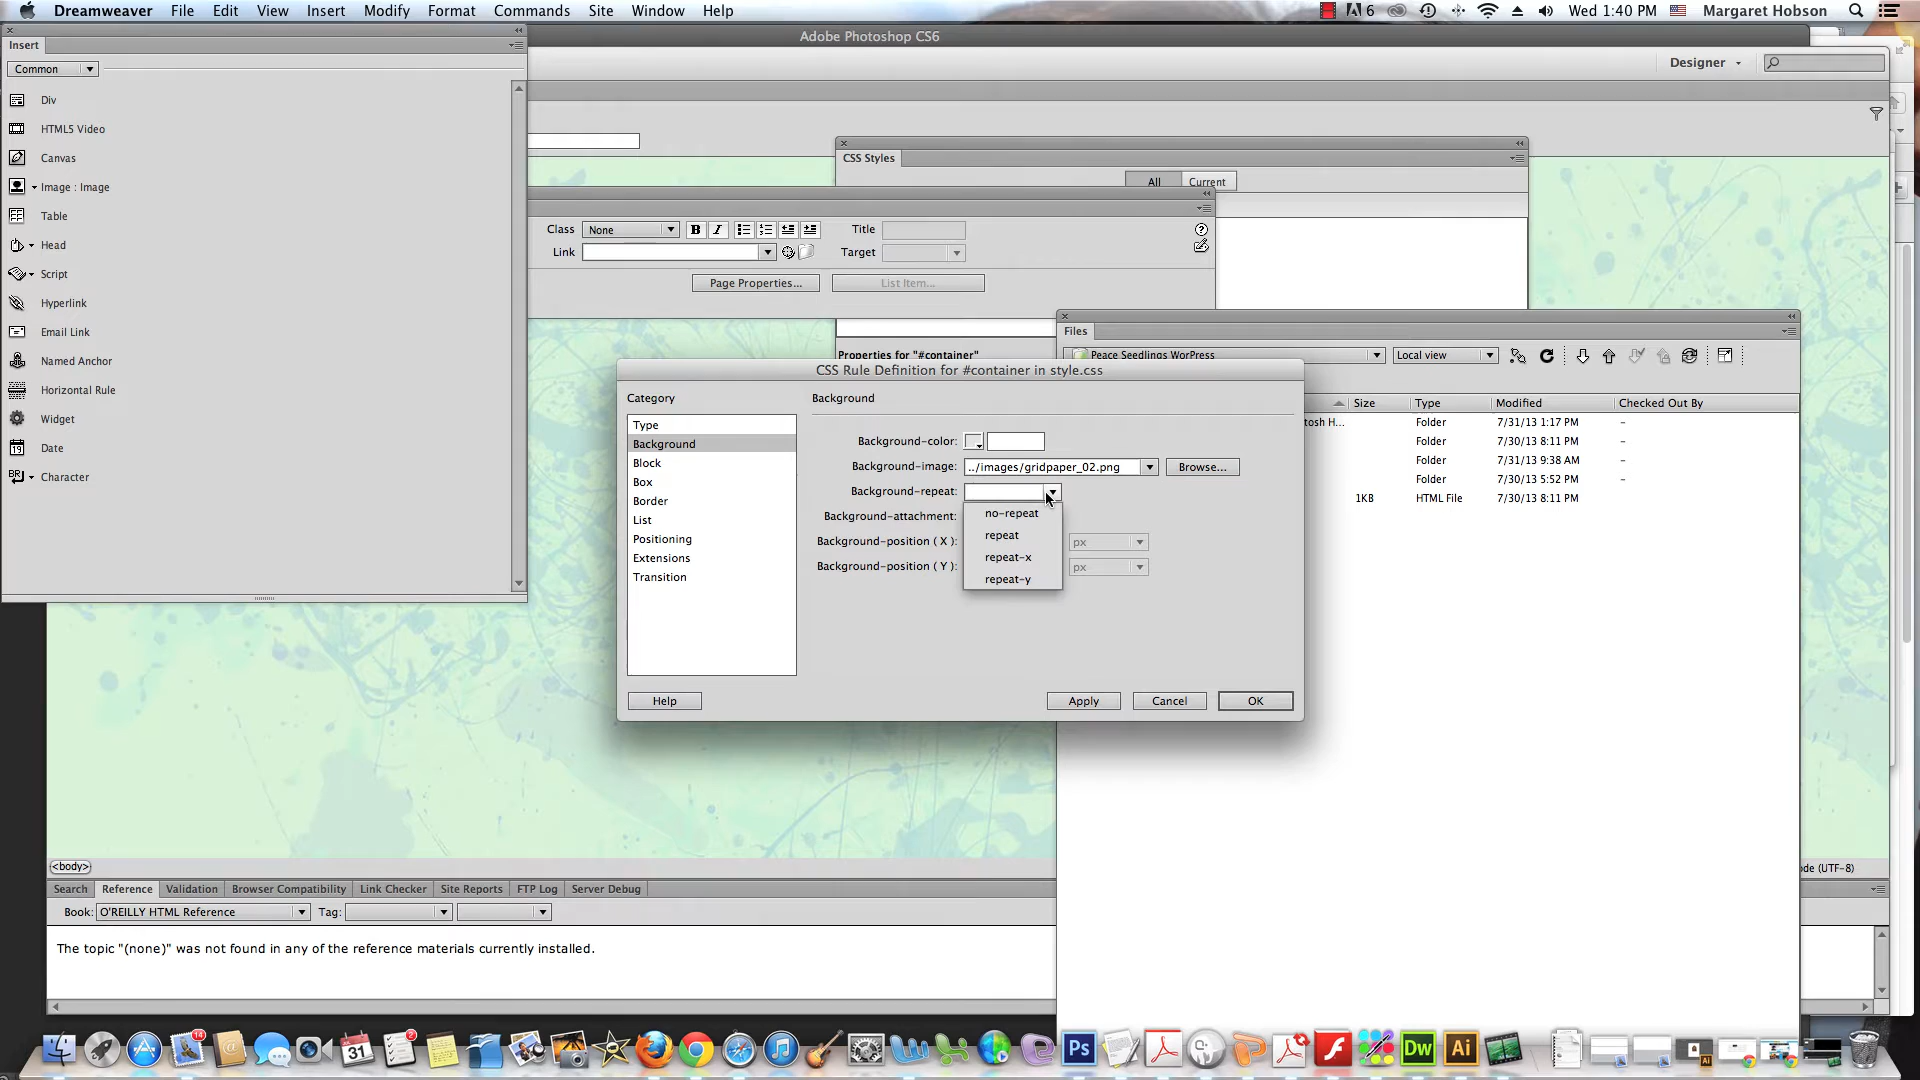 Dreamweaver File Edit View Insert Modify Format Commands Site Window Help
6 Wed 1:40 PM Margaret Hobson
Adobe Photoshop CS6
Insert
Common
Div
HTML5 Video
Canvas
Image : Image
Table
Head
Script
Hyperlink
Email Link
Named Anchor
Horizontal Rule
Widget
19 Date
BR Character
Designer
CSS Styles
All Current
Class None B I Title
Link Target
Page Properties... List Item...
Properties for "#container"
Files
Peace Seedlings WorPress Local view
Size Type Modified Checked Out By
tosh H... Folder 7/31/13 1:17 PM -
Folder 7/30/13 8:11 PM -
Folder 7/31/13 9:38 AM -
Folder 7/30/13 5:52 PM -
1KB HTML File 7/30/13 8:11 PM -
CSS Rule Definition for #container in style.css
Category
Type
Background
Block
Box
Border
List
Positioning
Extensions
Transition
Background
Background-color:
Background-image: ../images/gridpaper_02.png Browse...
Background-repeat:
no-repeat
repeat
repeat-x
repeat-y
Background-attachment:
Background-position (X): px
Background-position (Y): px
Help Apply Cancel OK
<body>
ode (UTF-8)
Search Reference Validation Browser Compatibility Link Checker Site Reports FTP Log Server Debug
Book: O'REILLY HTML Reference Tag:
The topic "(none)" was not found in any of the reference materials currently installed.
14 31 2 Ps Dw Ai